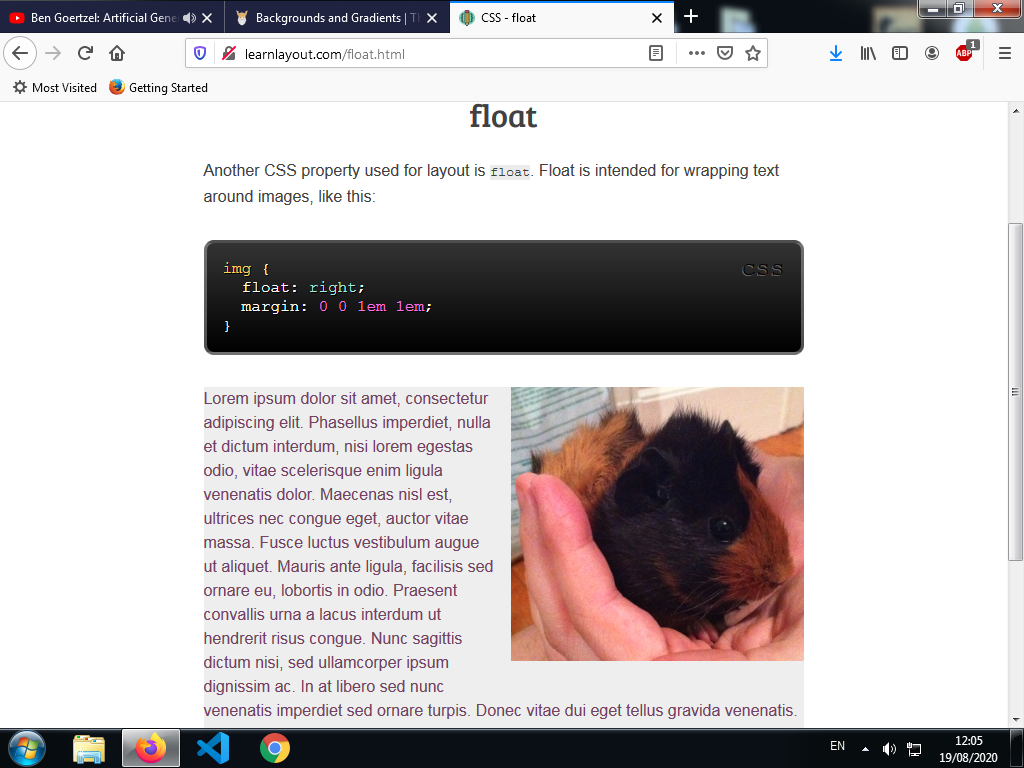 Ben Goertzel: Artificial Gene
Backgrounds and Gradients | Th
CSS - float
learnlayout.com/float.html
ABP
1
Most Visited
Getting Started
float
Another CSS property used for layout is float. Float is intended for wrapping text
around images, like this:
CSS
img {
float: right;
margin: 0 0 1em 1em;
}
Lorem ipsum dolor sit amet, consectetur
adipiscing elit. Phasellus imperdiet, nulla
et dictum interdum, nisi lorem egestas
odio, vitae scelerisque enim ligula
venenatis dolor. Maecenas nisl est,
ultrices nec congue eget, auctor vitae
massa. Fusce luctus vestibulum augue
ut aliquet. Mauris ante ligula, facilisis sed
ornare eu, lobortis in odio. Praesent
convallis urna a lacus interdum ut
hendrerit risus congue. Nunc sagittis
dictum nisi, sed ullamcorper ipsum
dignissim ac. In at libero sed nunc
venenatis imperdiet sed ornare turpis. Donec vitae dui eget tellus gravida venenatis.
EN
12:05
19/08/2020